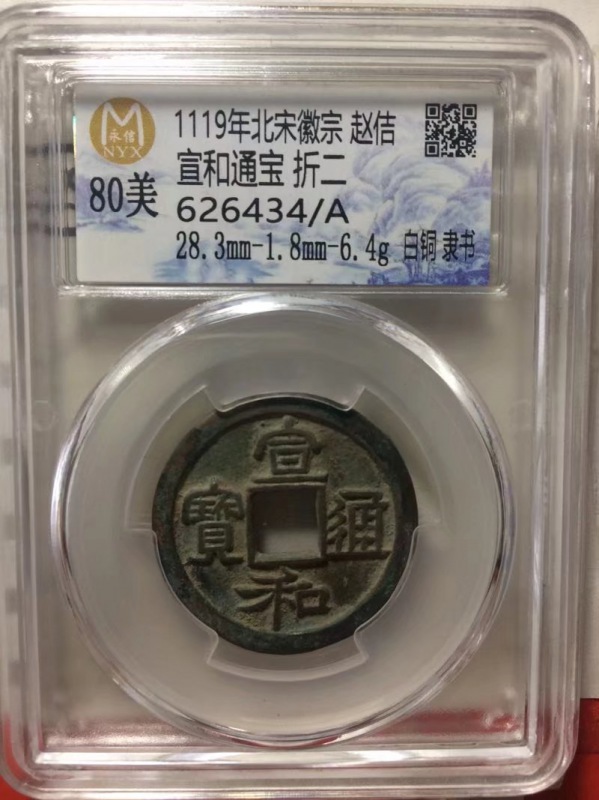 M
永信
NYX
80美
1119年北宋徽宗 赵佶
宣和通宝 折二
626434/A
28.3mm-1.8mm-6.4g 白铜 隶书
宣
寶 通
和